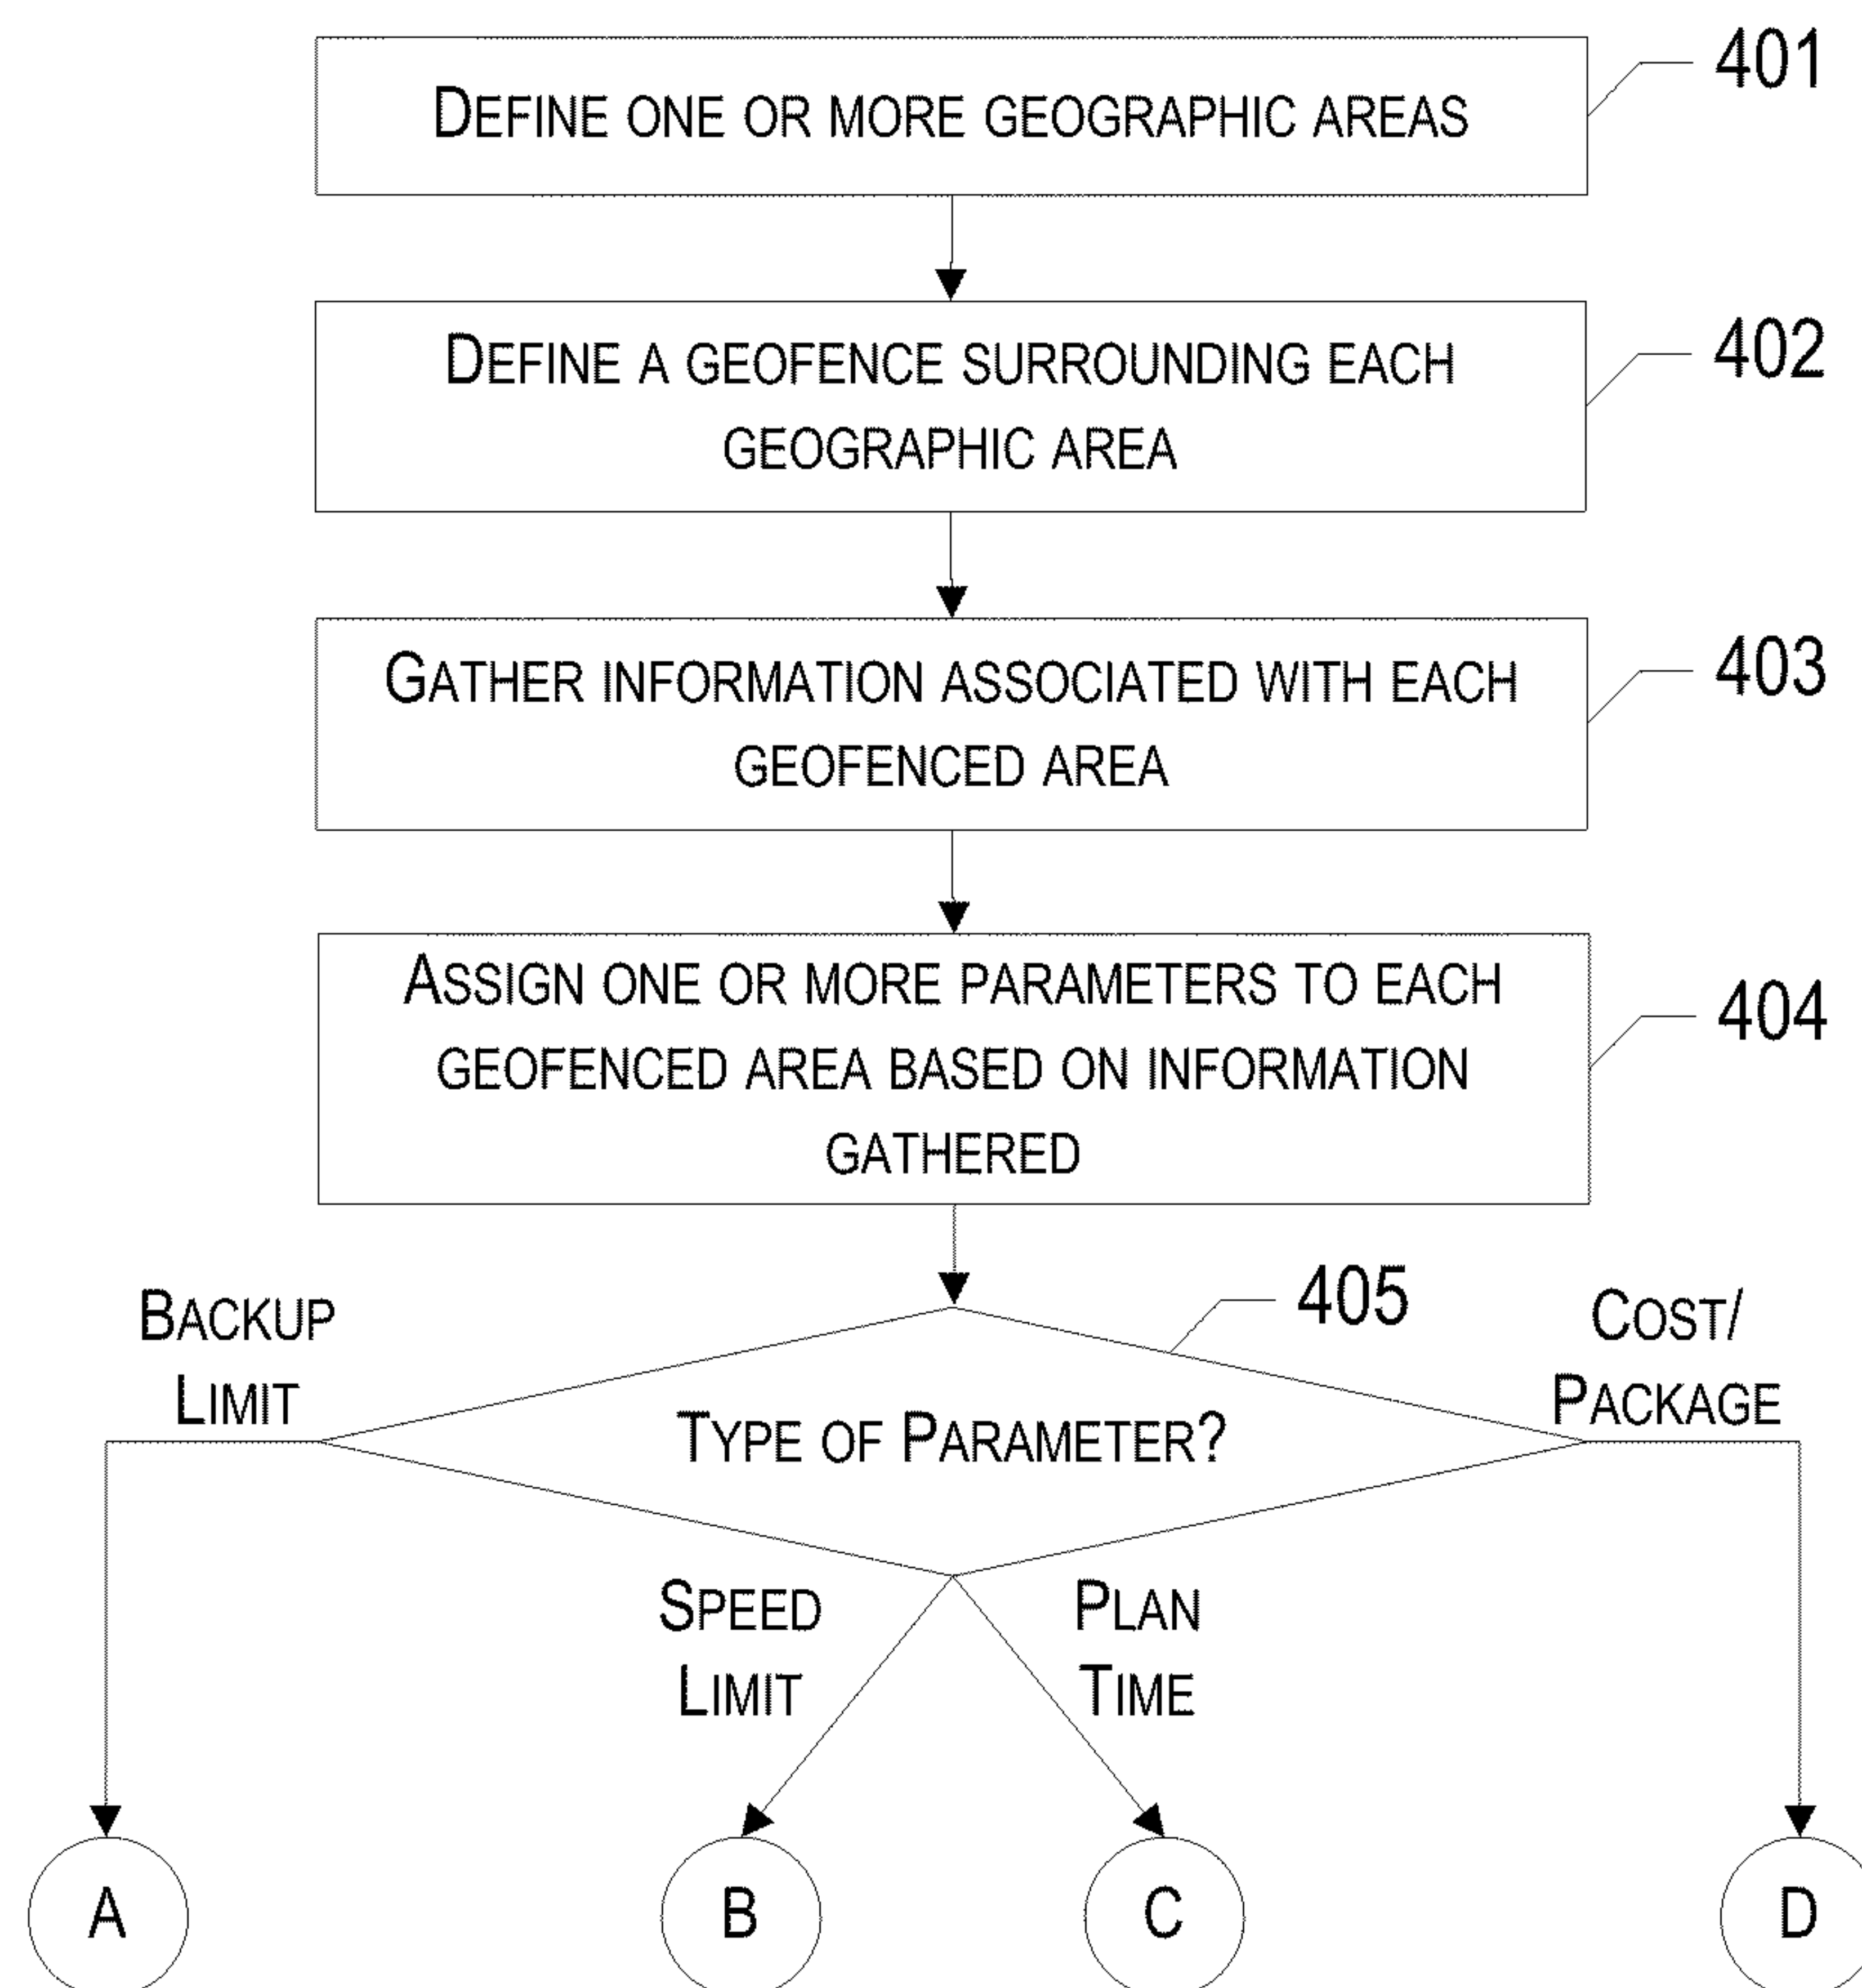 DEFINE ONE OR MORE GEOGRAPHIC AREAS
401
DEFINE A GEOFENCE SURROUNDING EACH
GEOGRAPHIC AREA
402
GATHER INFORMATION ASSOCIATED WITH EACH
GEOFENCED AREA
403
ASSIGN ONE OR MORE PARAMETERS TO EACH
GEOFENCED AREA BASED ON INFORMATION
GATHERED
404
405
TYPE OF PARAMETER?
BACKUP
LIMIT
SPEED
LIMIT
PLAN
TIME
COST/
PACKAGE
A
B
C
D